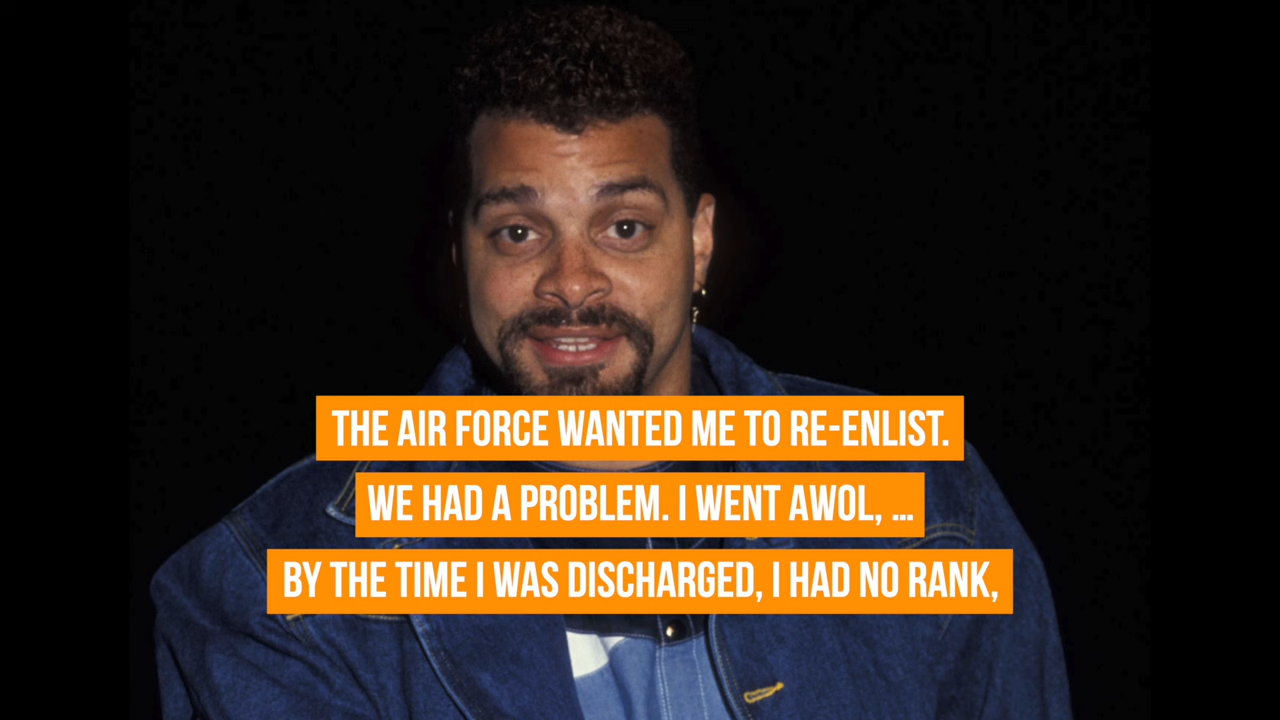 THE AIR FORCE WANTED ME TO RE-ENLIST.
WE HAD A PROBLEM. I WENT AWOL, ...
BY THE TIME I WAS DISCHARGED, I HAD NO RANK,